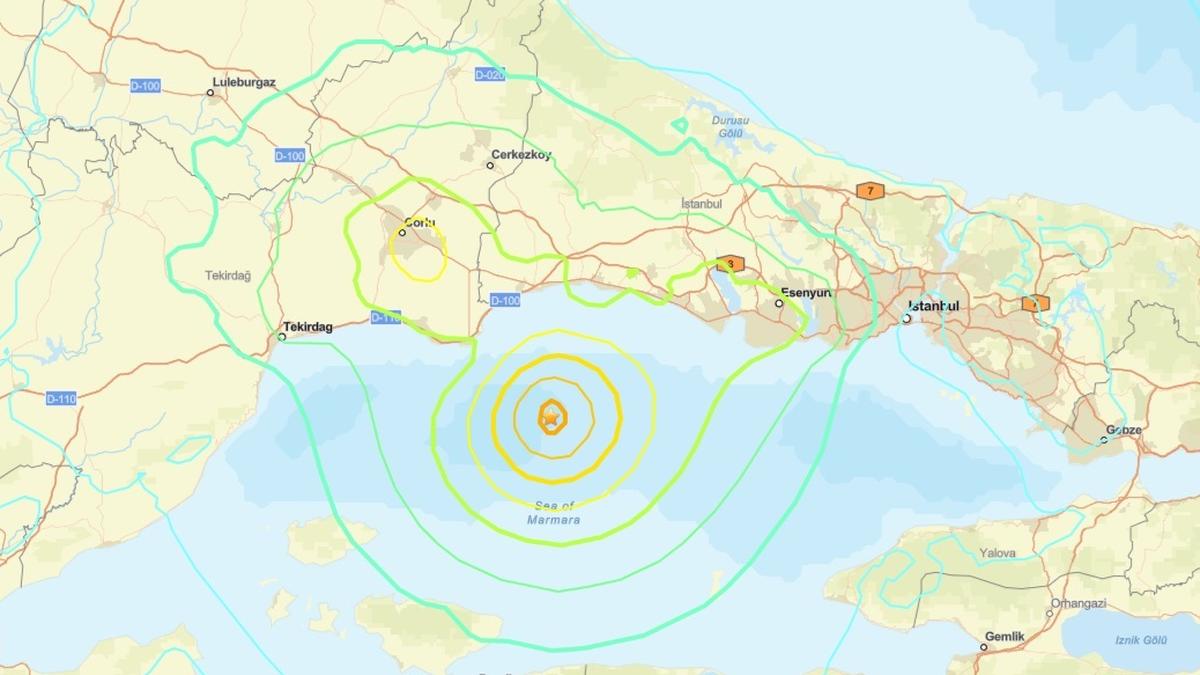 Luleburgaz
D-100
D-020
Durusu
Gölü
D-100
Cerkezkoy
7
İstanbul
Corlu
Tekirdağ
3
Esenyurt
D-100
Istanbul
D-110
Tekirdag
D-110
Gebze
Sea of
Marmara
Yalova
Orhangazi
Gemlik
Iznik Gölü